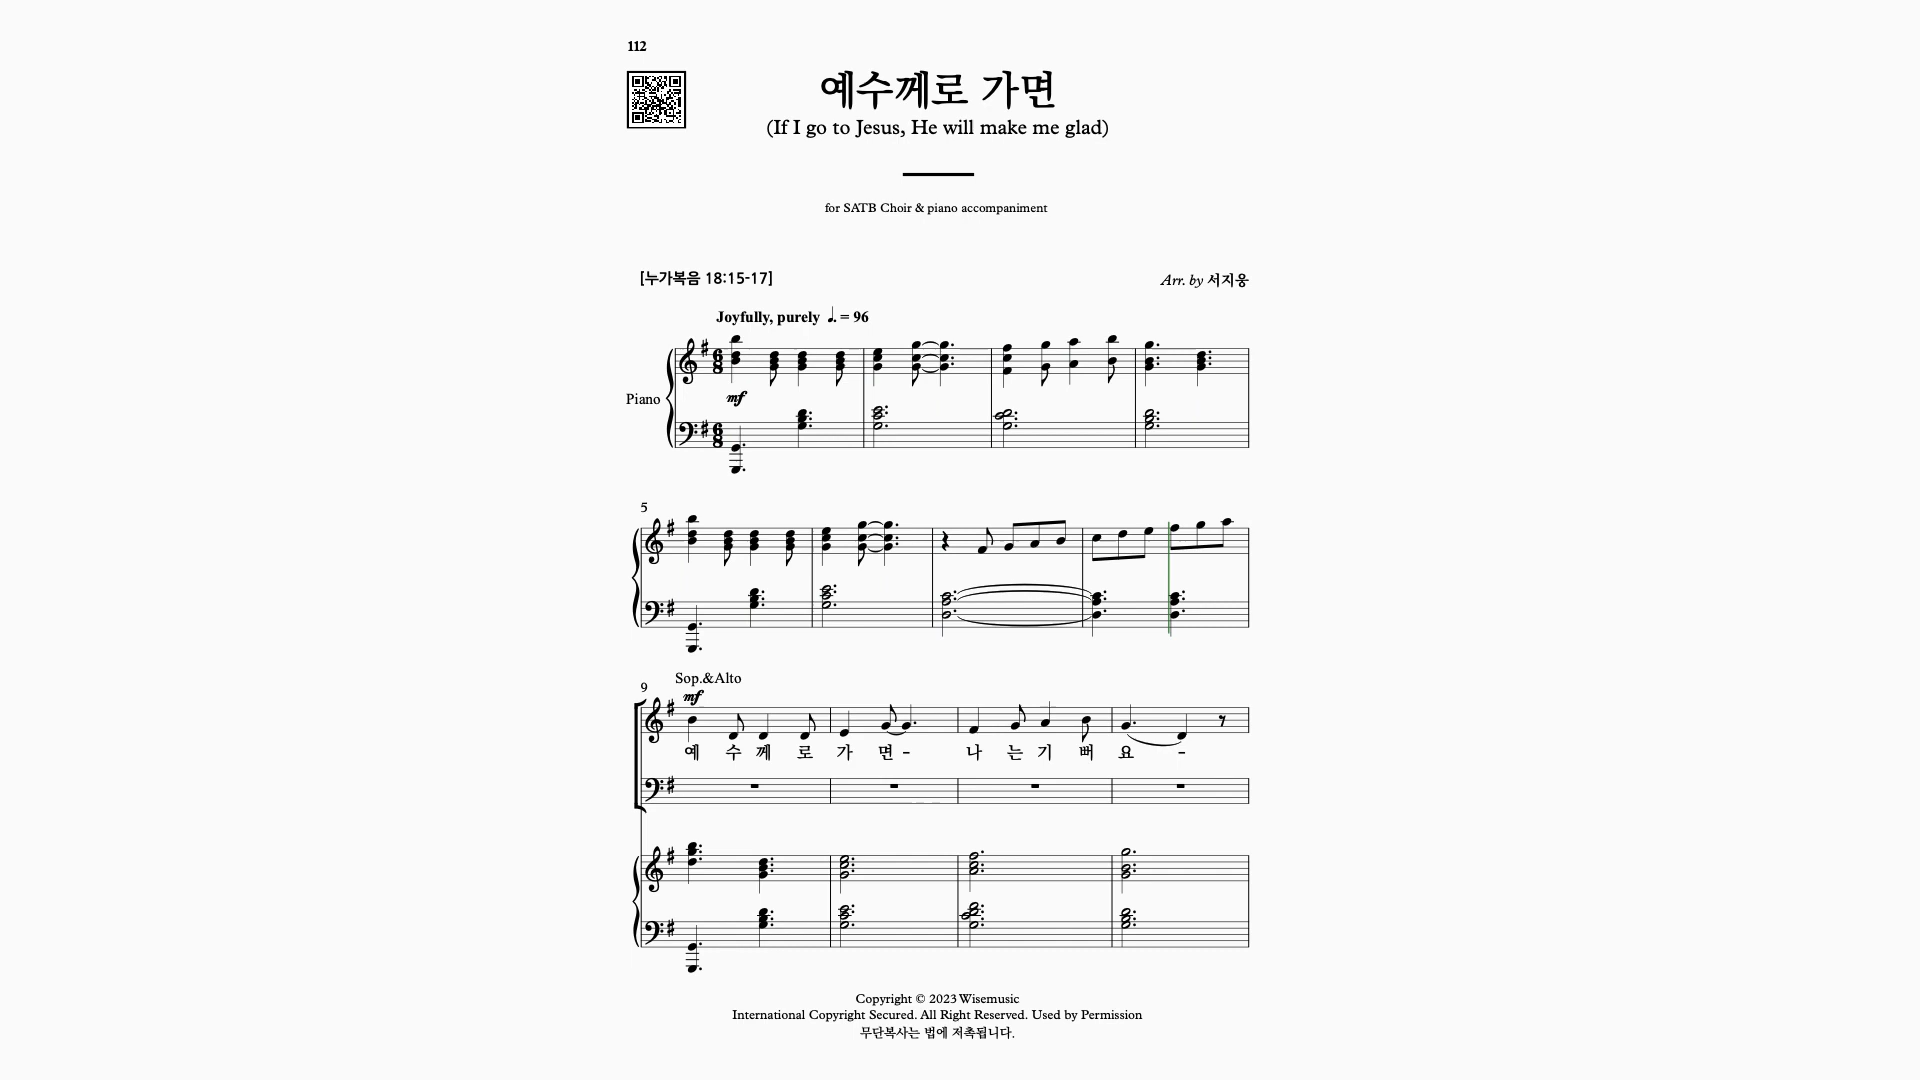 112
예수께로 가면
(If I go to Jesus, He will make me glad)
for SATB Choir & piano accompaniment
[누가복음 18:15-17]
Arr. by 서지웅
Joyfully, purely ♩. = 96
Piano
mf
5
Sop.&Alto
9
mf
예 수 께 로 가 면 - 나 는 기 뻐 요 -
Copyright © 2023 Wisemusic
International Copyright Secured. All Right Reserved. Used by Permission
무단복사는 법에 저촉됩니다.